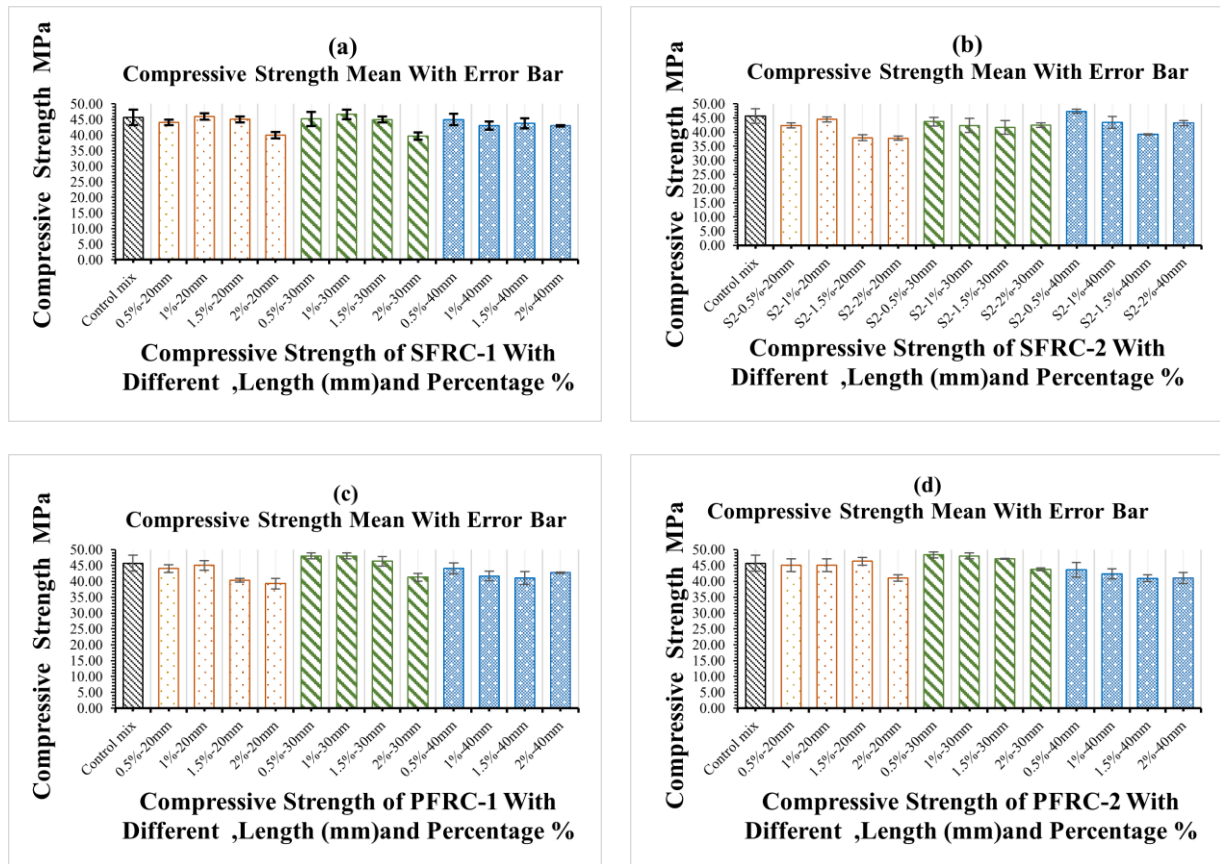 (a)
Compressive Strength Mean With Error Bar
Compressive Strength MPa
50.00
45.00
40.00
35.00
30.00
25.00
20.00
15.00
10.00
5.00
0.00
Control mix
0.5%-20mm
1%-20mm
1.5%-20mm
2%-20mm
0.5%-30mm
1%-30mm
1.5%-30mm
2%-30mm
0.5%-40mm
1%-40mm
1.5%-40mm
2%-40mm
Compressive Strength of SFRC-1 With
Different ,Length (mm)and Percentage %
(b)
Compressive Strength Mean With Error Bar
Compressive Strength MPa
50.00
45.00
40.00
35.00
30.00
25.00
20.00
15.00
10.00
5.00
0.00
Control mix
S2-0.5%-20mm
S2-1%-20mm
S2-1.5%-20mm
S2-2%-20mm
S2-0.5%-30mm
S2-1%-30mm
S2-1.5%-30mm
S2-2%-30mm
S2-0.5%-40mm
S2-1%-40mm
S2-1.5%-40mm
S2-2%-40mm
Compressive Strength of SFRC-2 With
Different ,Length (mm)and Percentage %
(c)
Compressive Strength Mean With Error Bar
Compressive Strength MPa
50.00
45.00
40.00
35.00
30.00
25.00
20.00
15.00
10.00
5.00
0.00
Control mix
0.5%-20mm
1%-20mm
1.5%-20mm
2%-20mm
0.5%-30mm
1%-30mm
1.5%-30mm
2%-30mm
0.5%-40mm
1%-40mm
1.5%-40mm
2%-40mm
Compressive Strength of PFRC-1 With
Different ,Length (mm)and Percentage %
(d)
Compressive Strength Mean With Error Bar
Compressive Strength MPa
50.00
45.00
40.00
35.00
30.00
25.00
20.00
15.00
10.00
5.00
0.00
Control mix
0.5%-20mm
1%-20mm
1.5%-20mm
2%-20mm
0.5%-30mm
1%-30mm
1.5%-30mm
2%-30mm
0.5%-40mm
1%-40mm
1.5%-40mm
2%-40mm
Compressive Strength of PFRC-2 With
Different ,Length (mm)and Percentage %